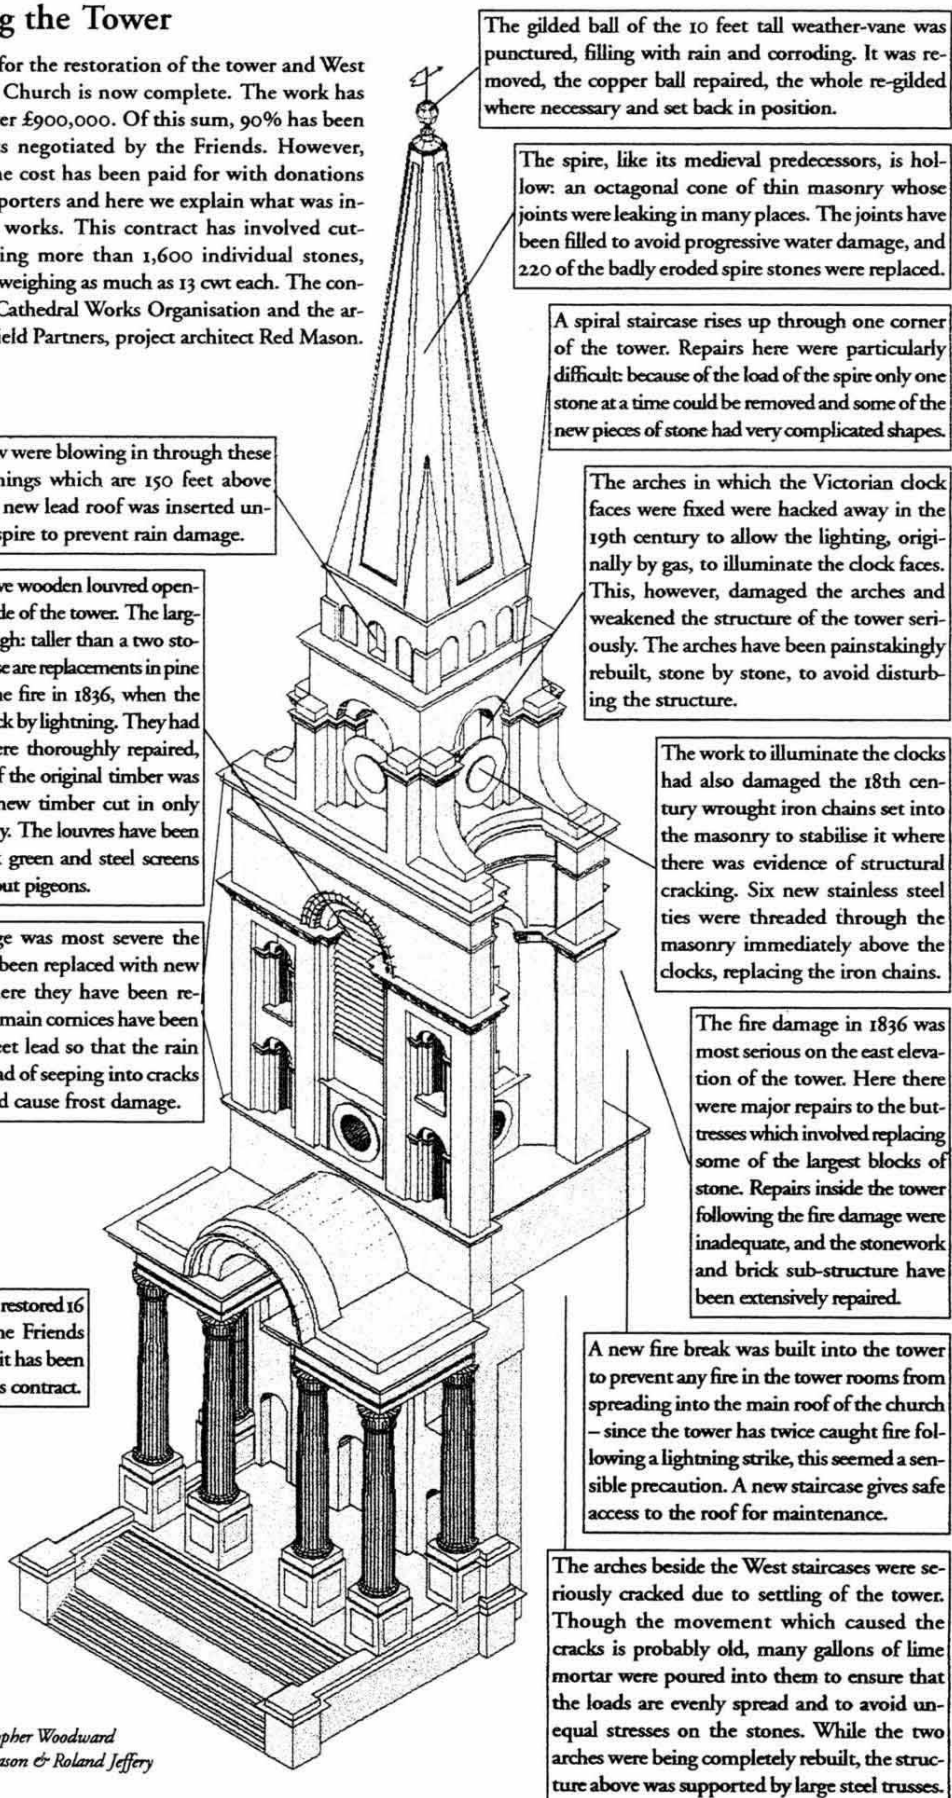 g the Tower
for the restoration of the tower and West
Church is now complete. The work has
er £900,000. Of this sum, 90% has been
s negotiated by the Friends. However,
ne cost has been paid for with donations
porters and here we explain what was in-
works. This contract has involved cut-
ing more than 1,600 individual stones,
weighing as much as 13 cwt each. The con-
Cathedral Works Organisation and the ar-
ield Partners, project architect Red Mason.
The gilded ball of the 10 feet tall weather-vane was
punctured, filling with rain and corroding. It was re-
moved, the copper ball repaired, the whole re-gilded
where necessary and set back in position.
The spire, like its medieval predecessors, is hol-
low: an octagonal cone of thin masonry whose
joints were leaking in many places. The joints have
been filled to avoid progressive water damage, and
220 of the badly eroded spire stones were replaced.
A spiral staircase rises up through one corner
of the tower. Repairs here were particularly
difficult: because of the load of the spire only one
stone at a time could be removed and some of the
new pieces of stone had very complicated shapes.
w were blowing in through these
nings which are 150 feet above
new lead roof was inserted un-
spire to prevent rain damage.
The arches in which the Victorian clock
faces were fixed were hacked away in the
19th century to allow the lighting, origi-
nally by gas, to illuminate the clock faces.
This, however, damaged the arches and
weakened the structure of the tower seri-
ously. The arches have been painstakingly
rebuilt, stone by stone, to avoid disturb-
ing the structure.
ve wooden louvred open-
de of the tower. The larg-
gh: taller than a two sto-
se are replacements in pine
ne fire in 1836, when the
ck by lightning. They had
ere thoroughly repaired,
f the original timber was
new timber cut in only
y. The louvres have been
k green and steel screens
out pigeons.
The work to illuminate the clocks
had also damaged the 18th cen-
tury wrought iron chains set into
the masonry to stabilise it where
there was evidence of structural
cracking. Six new stainless steel
ties were threaded through the
masonry immediately above the
clocks, replacing the iron chains.
ge was most severe the
been replaced with new
here they have been re-
main cornices have been
eet lead so that the rain
ad of seeping into cracks
d cause frost damage.
The fire damage in 1836 was
most serious on the east eleva-
tion of the tower. Here there
were major repairs to the but-
tresses which involved replacing
some of the largest blocks of
stone. Repairs inside the tower
following the fire damage were
inadequate, and the stonework
and brick sub-structure have
been extensively repaired.
restored 16
he Friends
it has been
s contract.
A new fire break was built into the tower
to prevent any fire in the tower rooms from
spreading into the main roof of the church
– since the tower has twice caught fire fol-
lowing a lightning strike, this seemed a sen-
sible precaution. A new staircase gives safe
access to the roof for maintenance.
The arches beside the West staircases were se-
riously cracked due to settling of the tower.
Though the movement which caused the
cracks is probably old, many gallons of lime
mortar were poured into them to ensure that
the loads are evenly spread and to avoid un-
equal stresses on the stones. While the two
arches were being completely rebuilt, the struc-
ture above was supported by large steel trusses.
opher Woodward
ason & Roland Jeffery